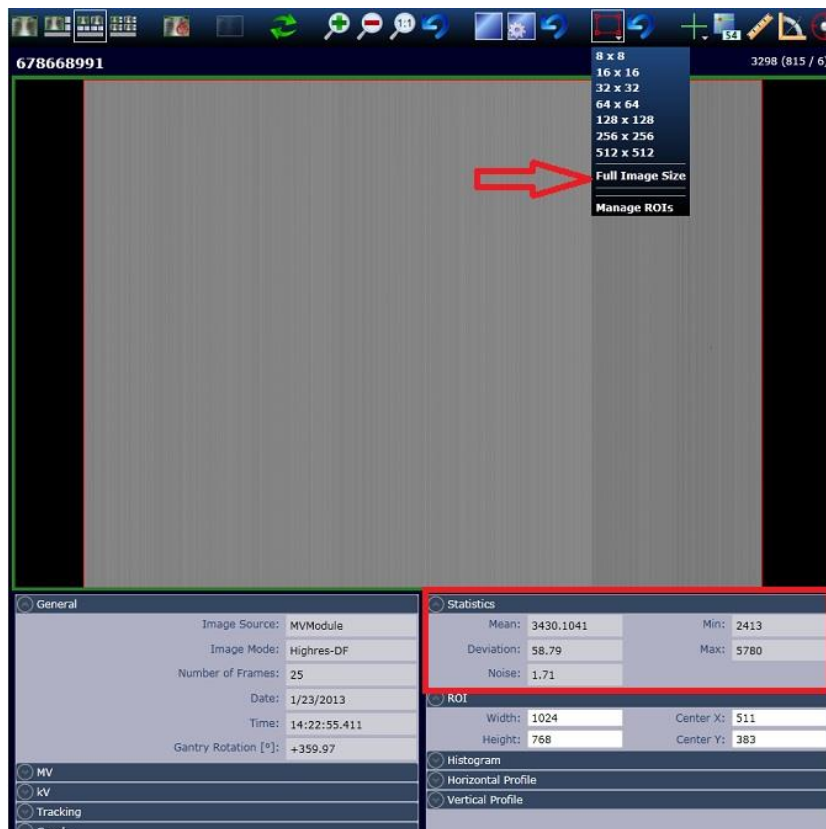 1:1
54
678668991
3298 (815 / 6)
8 x 8
16 x 16
32 x 32
64 x 64
128 x 128
256 x 256
512 x 512
Full Image Size
Manage ROIs
General
Image Source: MVModule
Image Mode: Highres-DF
Number of Frames: 25
Date: 1/23/2013
Time: 14:22:55.411
Gantry Rotation [°]: +359.97
MV
kV
Tracking
Statistics
Mean: 3430.1041 Min: 2413
Deviation: 58.79 Max: 5780
Noise: 1.71
ROI
Width: 1024 Center X: 511
Height: 768 Center Y: 383
Histogram
Horizontal Profile
Vertical Profile